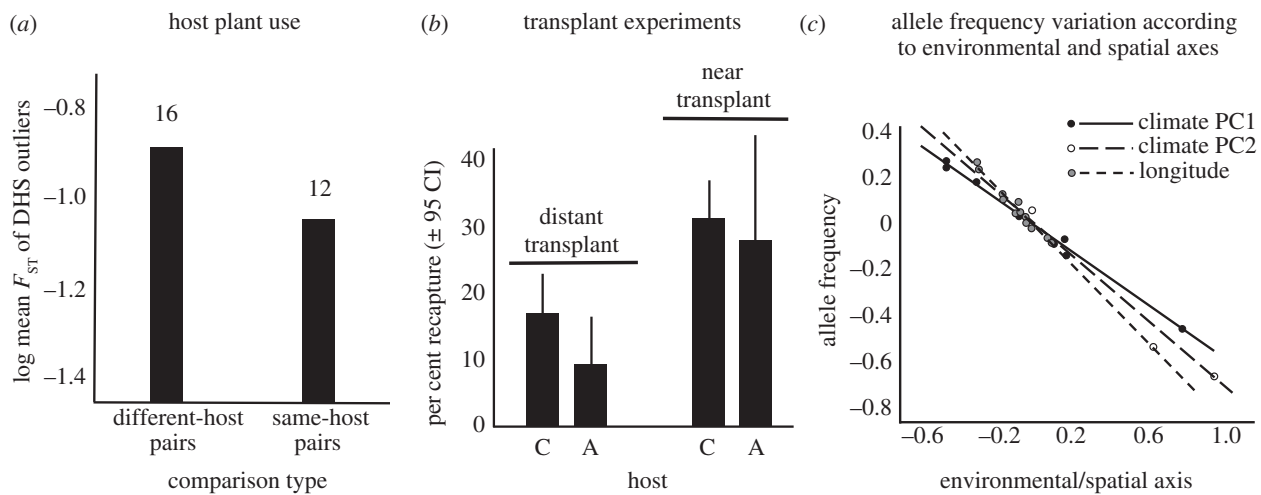 (a) host plant use
log mean FST of DHS outliers
–0.8
–1.0
–1.2
–1.4
16
12
different-host
pairs
same-host
pairs
comparison type
(b) transplant experiments
per cent recapture (± 95 CI)
40
30
20
10
0
distant
transplant
near
transplant
C A C A
host
(c) allele frequency variation according
to environmental and spatial axes
climate PC1
climate PC2
longitude
allele frequency
0.4
0.2
0
–0.2
–0.4
–0.6
–0.8
–0.6 –0.2 0.2 0.6 1.0
environmental/spatial axis